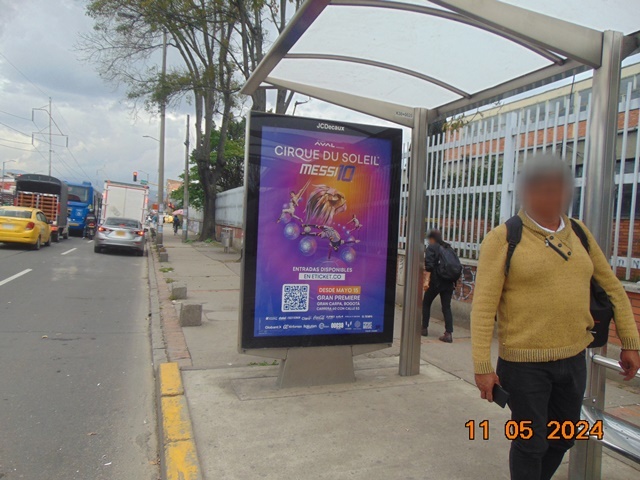 JCDecaux
AVAL
CIRQUE DU SOLEIL
MESSI10
ENTRADAS DISPONIBLES
EN ETICKET.CO
DESDE MAYO 15
GRAN PREMIERE
GRAN CARPA, BOGOTÁ
11 05 2024